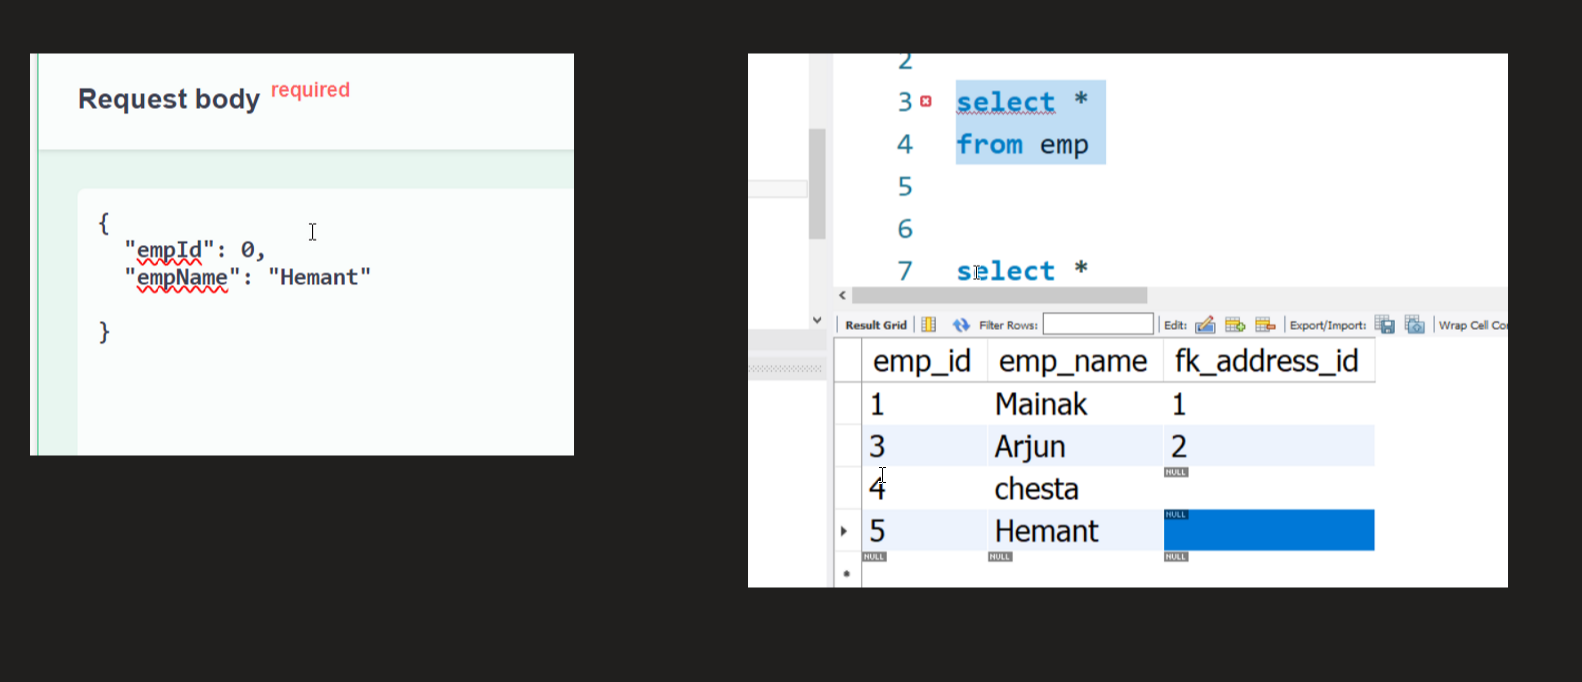 Request body required
{
"empId": 0,
"empName": "Hemant"
}
2
3 select *
4 from emp
5
6
7 select *
Result Grid Filter Rows: Edit: Export/Import: Wrap Cell Co
emp_id emp_name fk_address_id
1 Mainak 1
3 Arjun 2
4 chesta NULL
5 Hemant NULL
NULL NULL NULL